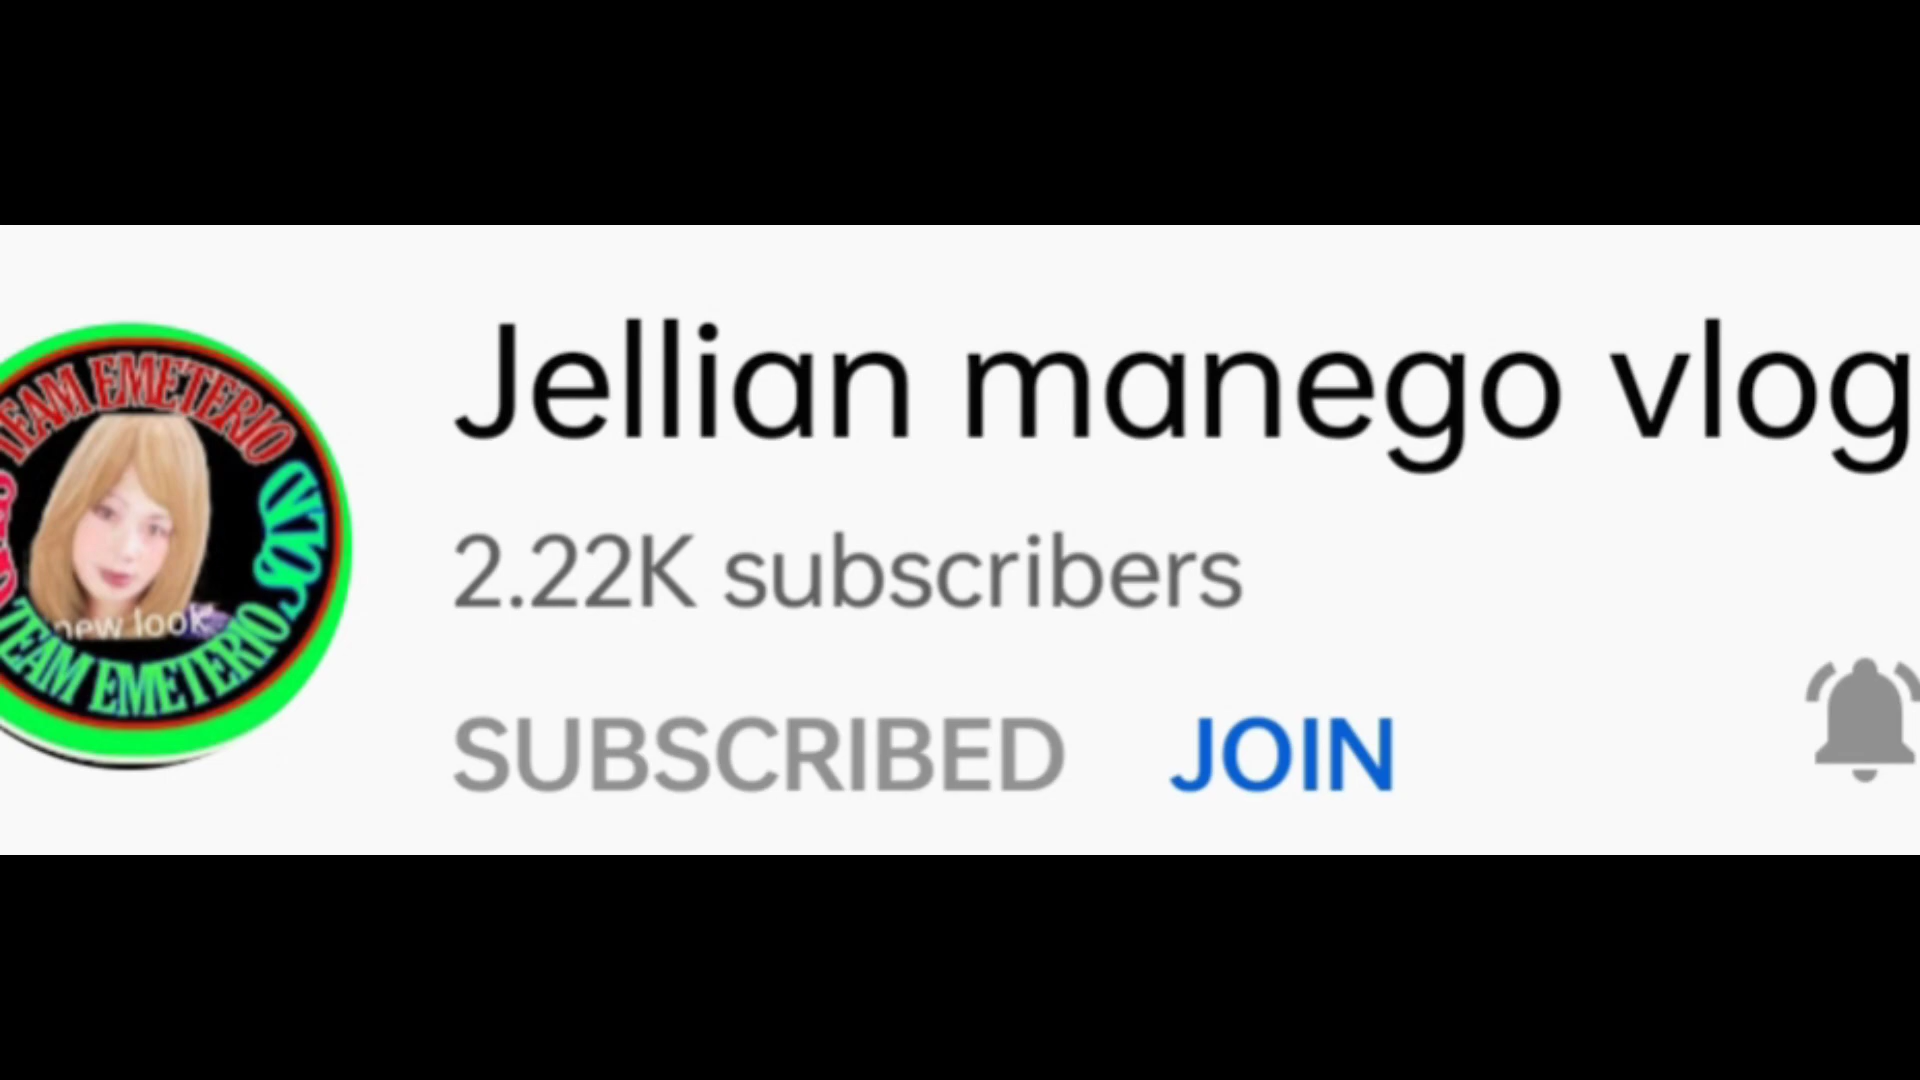 TEAM EMETERIO
new look
TEAM EMETERIO
Jellian manego vlog
2.22K subscribers
SUBSCRIBED JOIN